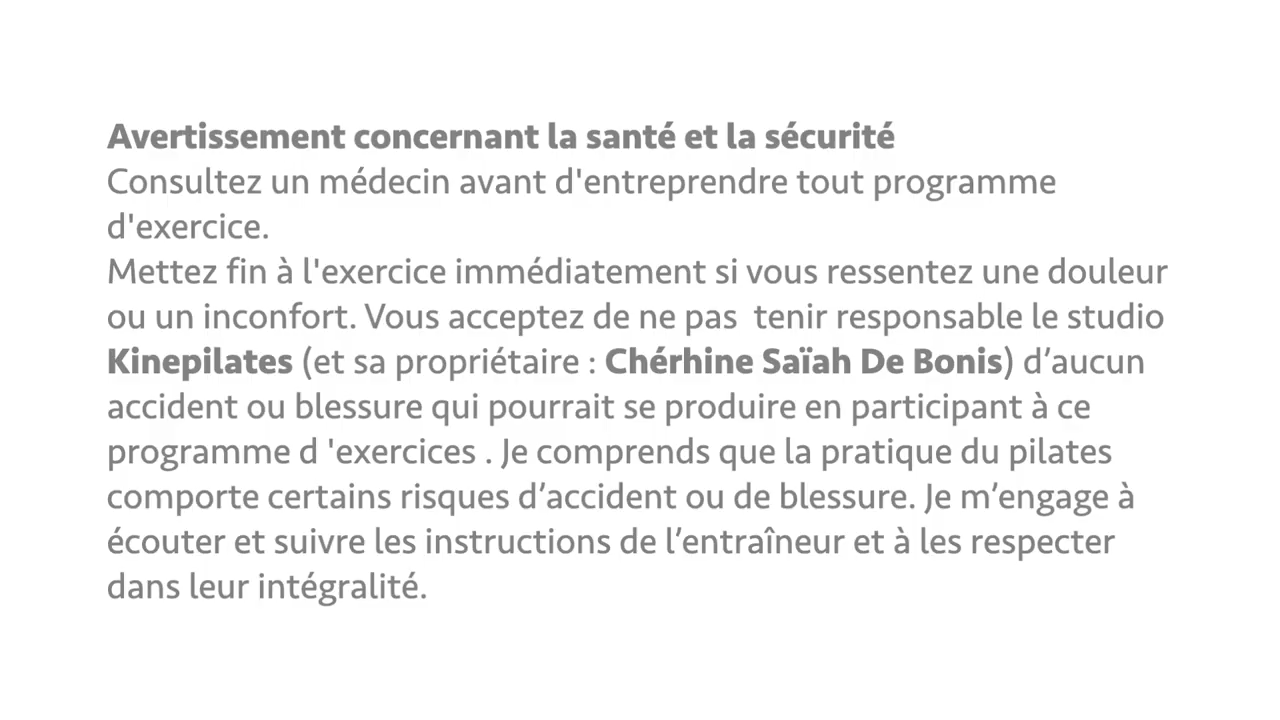 Avertissement concernant la santé et la sécurité
Consultez un médecin avant d'entreprendre tout programme
d'exercice.
Mettez fin à l'exercice immédiatement si vous ressentez une douleur
ou un inconfort. Vous acceptez de ne pas  tenir responsable le studio
Kinepilates (et sa propriétaire : Chérhine Saïah De Bonis) d’aucun
accident ou blessure qui pourrait se produire en participant à ce
programme d 'exercices . Je comprends que la pratique du pilates
comporte certains risques d’accident ou de blessure. Je m’engage à
écouter et suivre les instructions de l’entraîneur et à les respecter
dans leur intégralité.